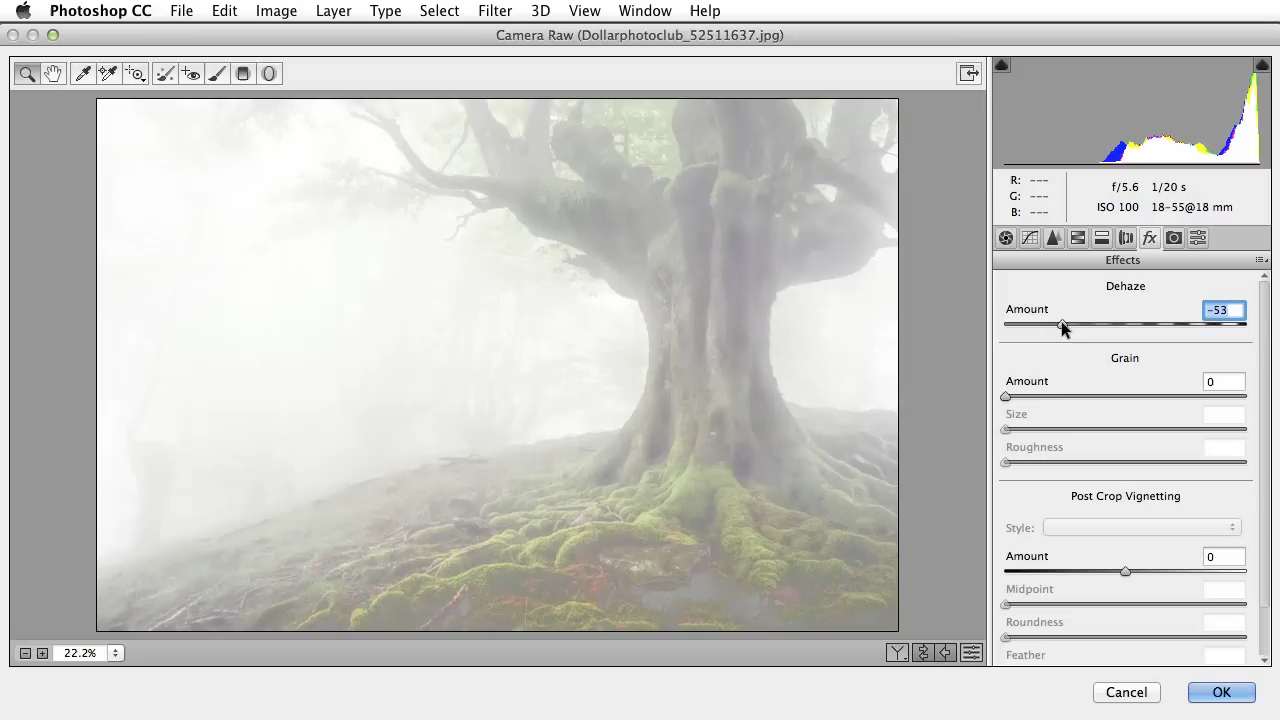 Photoshop CC File Edit Image Layer Type Select Filter 3D View Window Help
Camera Raw (Dollarphotoclub_52511637.jpg)
R: ---
G: ---
B: ---
f/5.6 1/20 s
ISO 100 18-55@18 mm
fx
Effects
Dehaze
Amount -53
Grain
Amount 0
Size
Roughness
Post Crop Vignetting
Style:
Amount 0
Midpoint
Roundness
Feather
22.2%
Y
Cancel OK